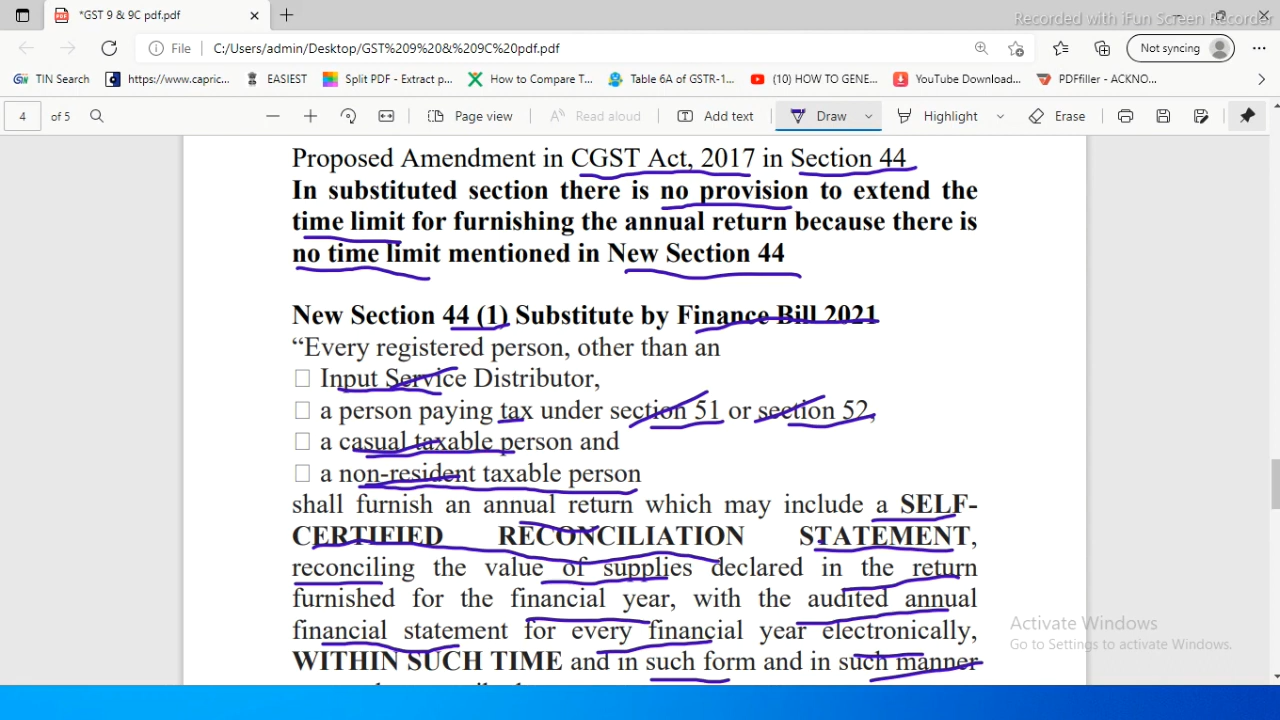 *GST 9 & 9C pdf.pdf
Recorded with iFun Screen Recorder
File C:/Users/admin/Desktop/GST%209%20&%209C%20pdf.pdf Not syncing
TIN Search https://www.capric... EASIEST Split PDF - Extract p... How to Compare T... Table 6A of GSTR-1... (10) HOW TO GENE... YouTube Download... PDFfiller - ACKNO...
4 of 5 Page view Read aloud Add text Draw Highlight Erase
Proposed Amendment in CGST Act, 2017 in Section 44
In substituted section there is no provision to extend the
time limit for furnishing the annual return because there is
no time limit mentioned in New Section 44
New Section 44 (1) Substitute by Finance Bill 2021
“Every registered person, other than an
Input Service Distributor,
a person paying tax under section 51 or section 52,
a casual taxable person and
a non-resident taxable person
shall furnish an annual return which may include a SELF-
CERTIFIED RECONCILIATION STATEMENT,
reconciling the value of supplies declared in the return
furnished for the financial year, with the audited annual
financial statement for every financial year electronically,
WITHIN SUCH TIME and in such form and in such manner
Activate Windows
Go to Settings to activate Windows.